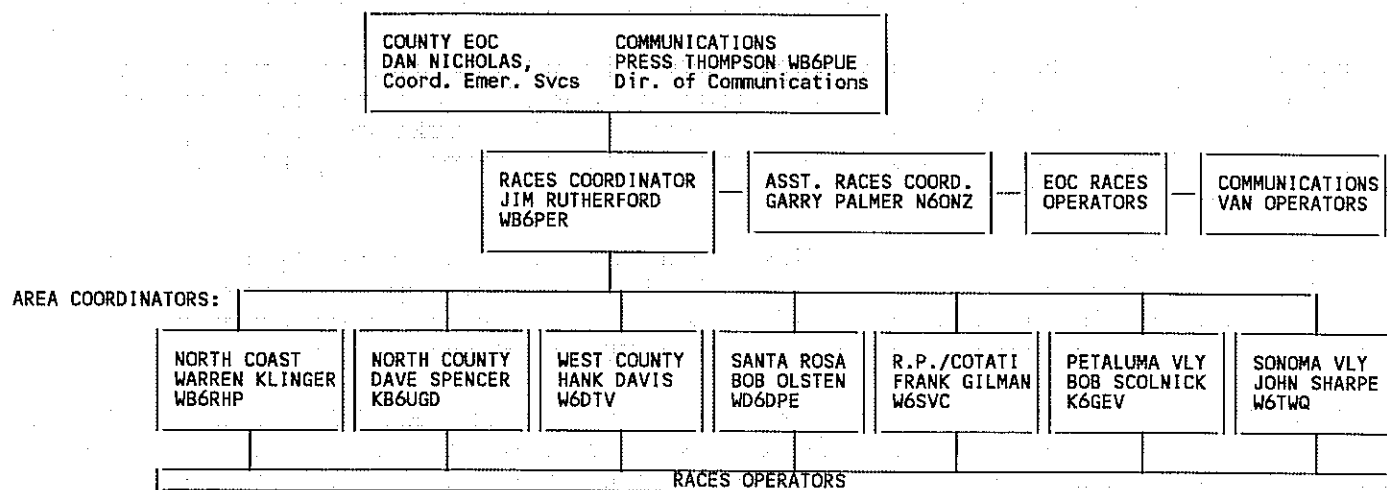 COUNTY EOC
DAN NICHOLAS,
Coord. Emer. Svcs
COMMUNICATIONS
PRESS THOMPSON WB6PUE
Dir. of Communications
RACES COORDINATOR
JIM RUTHERFORD
WB6PER
ASST. RACES COORD.
GARRY PALMER N6ONZ
EOC RACES
OPERATORS
COMMUNICATIONS
VAN OPERATORS
AREA COORDINATORS:
NORTH COAST
WARREN KLINGER
WB6RHP
NORTH COUNTY
DAVE SPENCER
KB6UGD
WEST COUNTY
HANK DAVIS
W6DTV
SANTA ROSA
BOB OLSTEN
WD6DPE
R.P./COTATI
FRANK GILMAN
W6SVC
PETALUMA VLY
BOB SCOLNICK
K6GEV
SONOMA VLY
JOHN SHARPE
W6TWQ
RACES OPERATORS